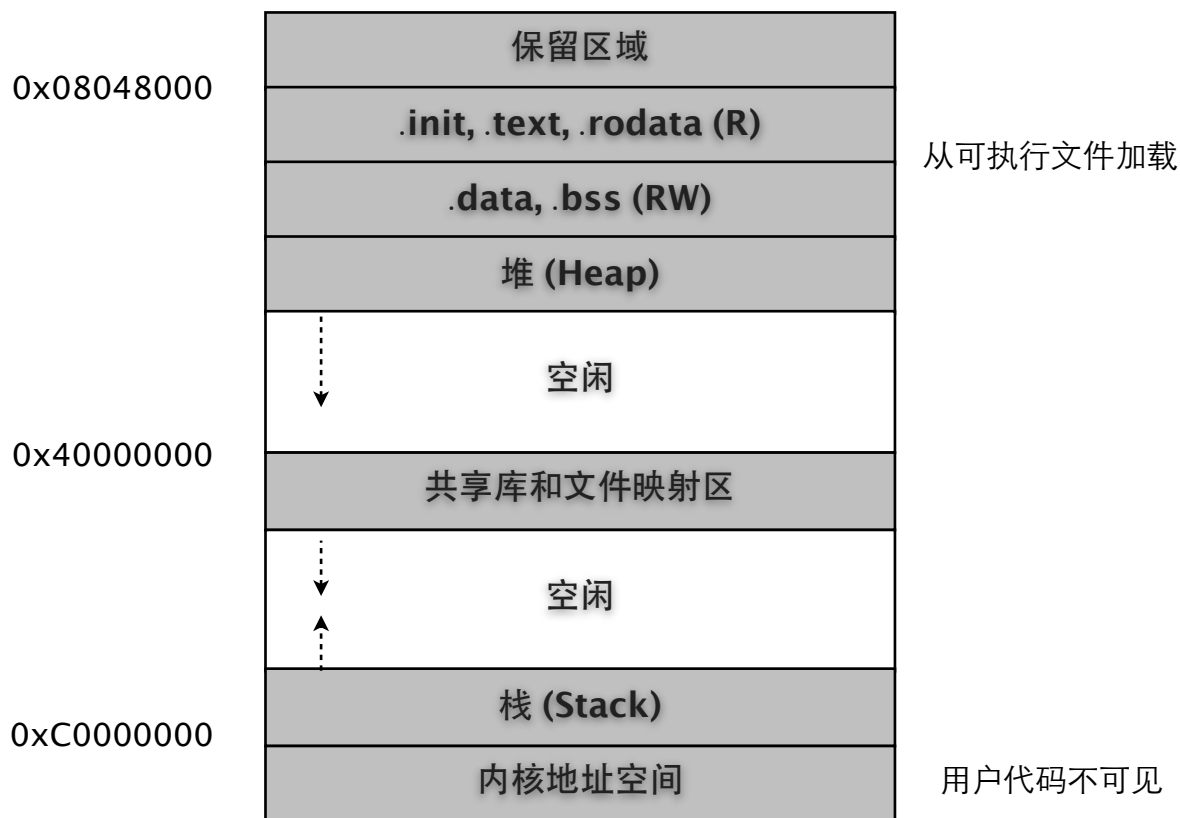 保留区域
0x08048000
.init, .text, .rodata (R)
从可执行文件加载
.data, .bss (RW)
堆 (Heap)
空闲
0x40000000
共享库和文件映射区
空闲
栈 (Stack)
0xC0000000
内核地址空间
用户代码不可见